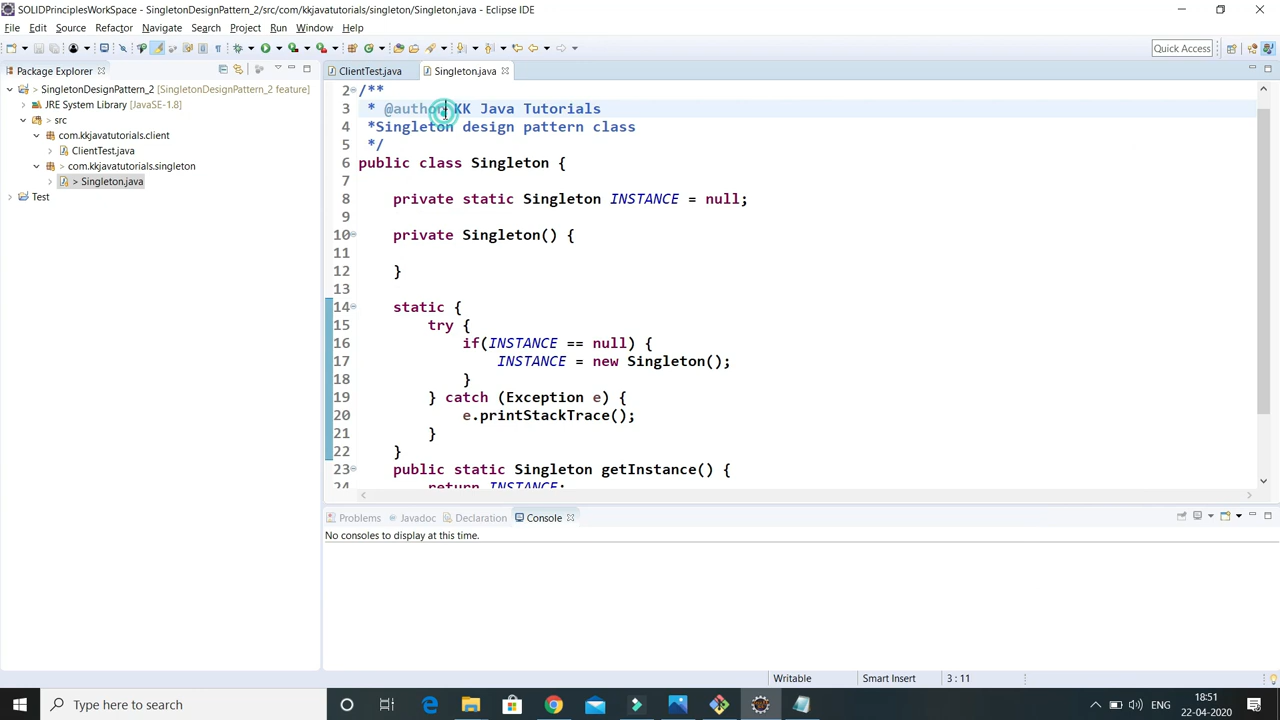 SOLIDPrinciplesWorkSpace - SingletonDesignPattern_2/src/com/kkjavatutorials/singleton/Singleton.java - Eclipse IDE
File Edit Source Refactor Navigate Search Project Run Window Help
Quick Access
Package Explorer
ClientTest.java
Singleton.java
SingletonDesignPattern_2 [SingletonDesignPattern_2 feature]
JRE System Library [JavaSE-1.8]
> src
com.kkjavatutorials.client
ClientTest.java
> com.kkjavatutorials.singleton
> Singleton.java
Test
2 /**
3 * @author KK Java Tutorials
4 *Singleton design pattern class
5 */
6 public class Singleton {
7
8 private static Singleton INSTANCE = null;
9
10 private Singleton() {
11
12 }
13
14 static {
15 try {
16 if(INSTANCE == null) {
17 INSTANCE = new Singleton();
18 }
19 } catch (Exception e) {
20 e.printStackTrace();
21 }
22 }
23 public static Singleton getInstance() {
24 return INSTANCE;
Problems Javadoc Declaration Console
No consoles to display at this time.
Writable Smart Insert 3 : 11
Type here to search
18:51
22-04-2020